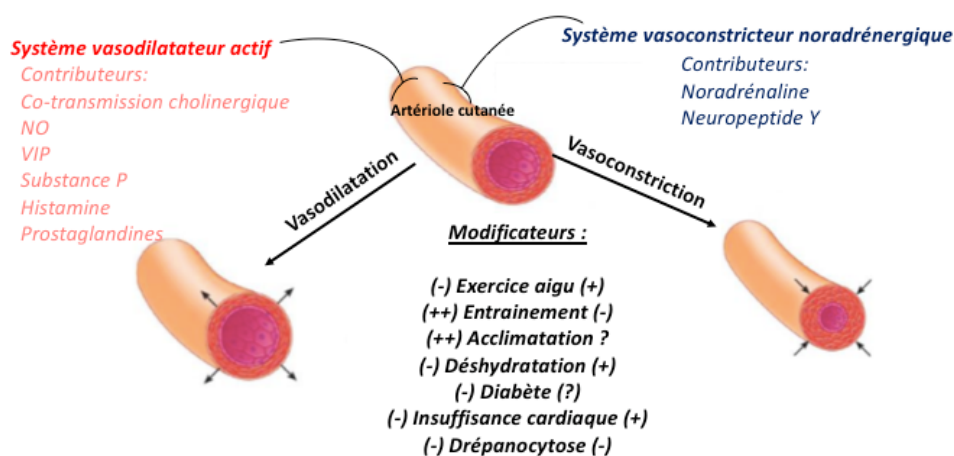 Système vasodilatateur actif
Contributeurs:
Co-transmission cholinergique
NO
VIP
Substance P
Histamine
Prostaglandines
Système vasoconstricteur noradrénergique
Contributeurs:
Noradrénaline
Neuropeptide Y
Artériole cutanée
Vasodilatation
Vasoconstriction
Modificateurs :
(-) Exercice aigu (+)
(++) Entrainement (-)
(++) Acclimatation ?
(-) Déshydratation (+)
(-) Diabète (?)
(-) Insuffisance cardiaque (+)
(-) Drépanocytose (-)